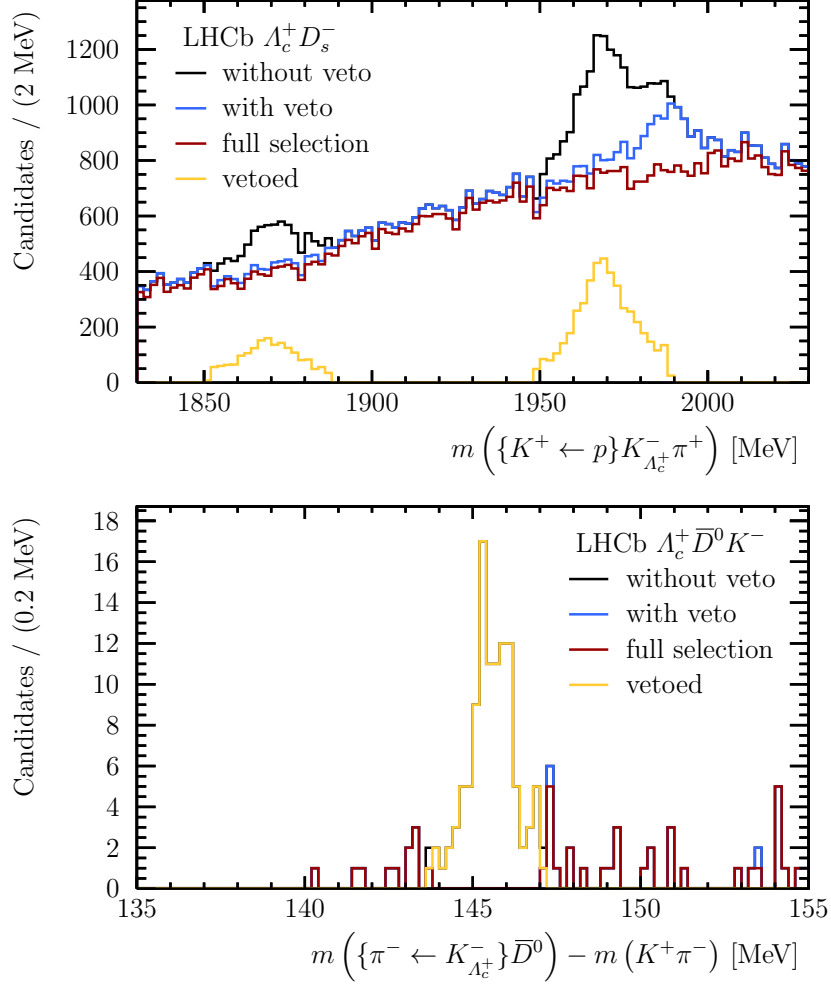 LHCb Λc+ Ds−
without veto
with veto
full selection
vetoed
Candidates / (2 MeV)
1200
1000
800
600
400
200
0
1850 1900 1950 2000
m ({K+ ← p}K−Λc+ π+) [MeV]
LHCb Λc+ D̅0 K−
without veto
with veto
full selection
vetoed
Candidates / (0.2 MeV)
18
16
14
12
10
8
6
4
2
0
135 140 145 150 155
m ({π− ← K−Λc+}D̅0) − m (K+π−) [MeV]